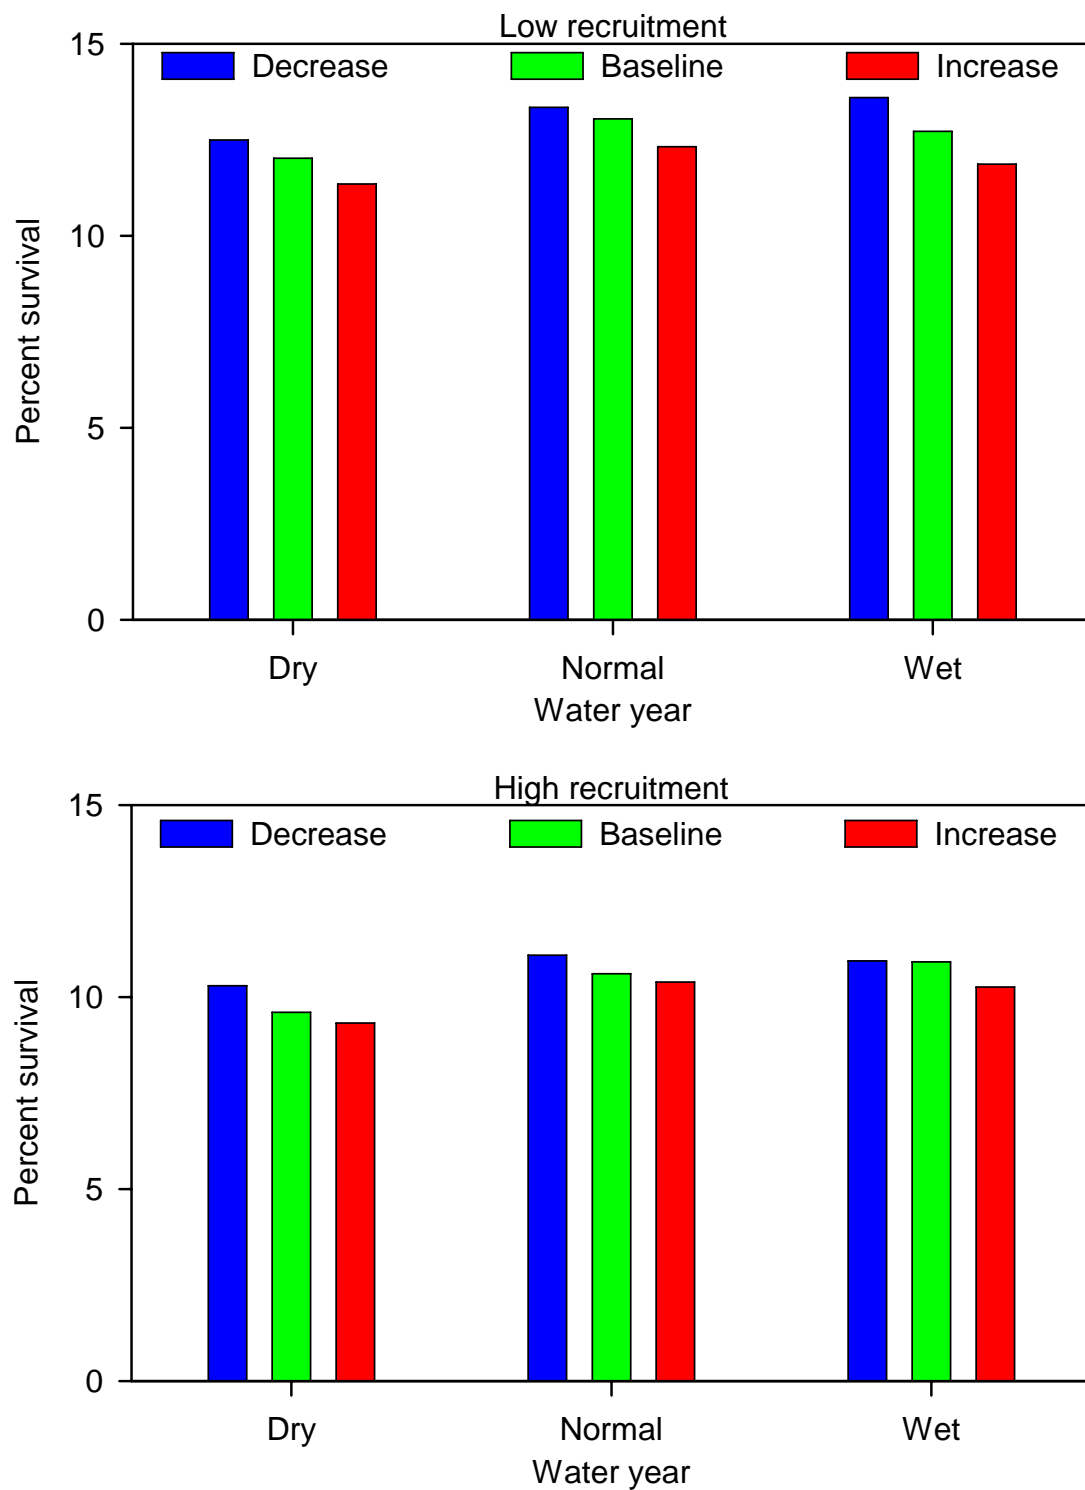 Low recruitment
15
Decrease Baseline Increase
10
5
0
Percent survival
Dry Normal Wet
Water year
High recruitment
15
Decrease Baseline Increase
10
5
0
Percent survival
Dry Normal Wet
Water year